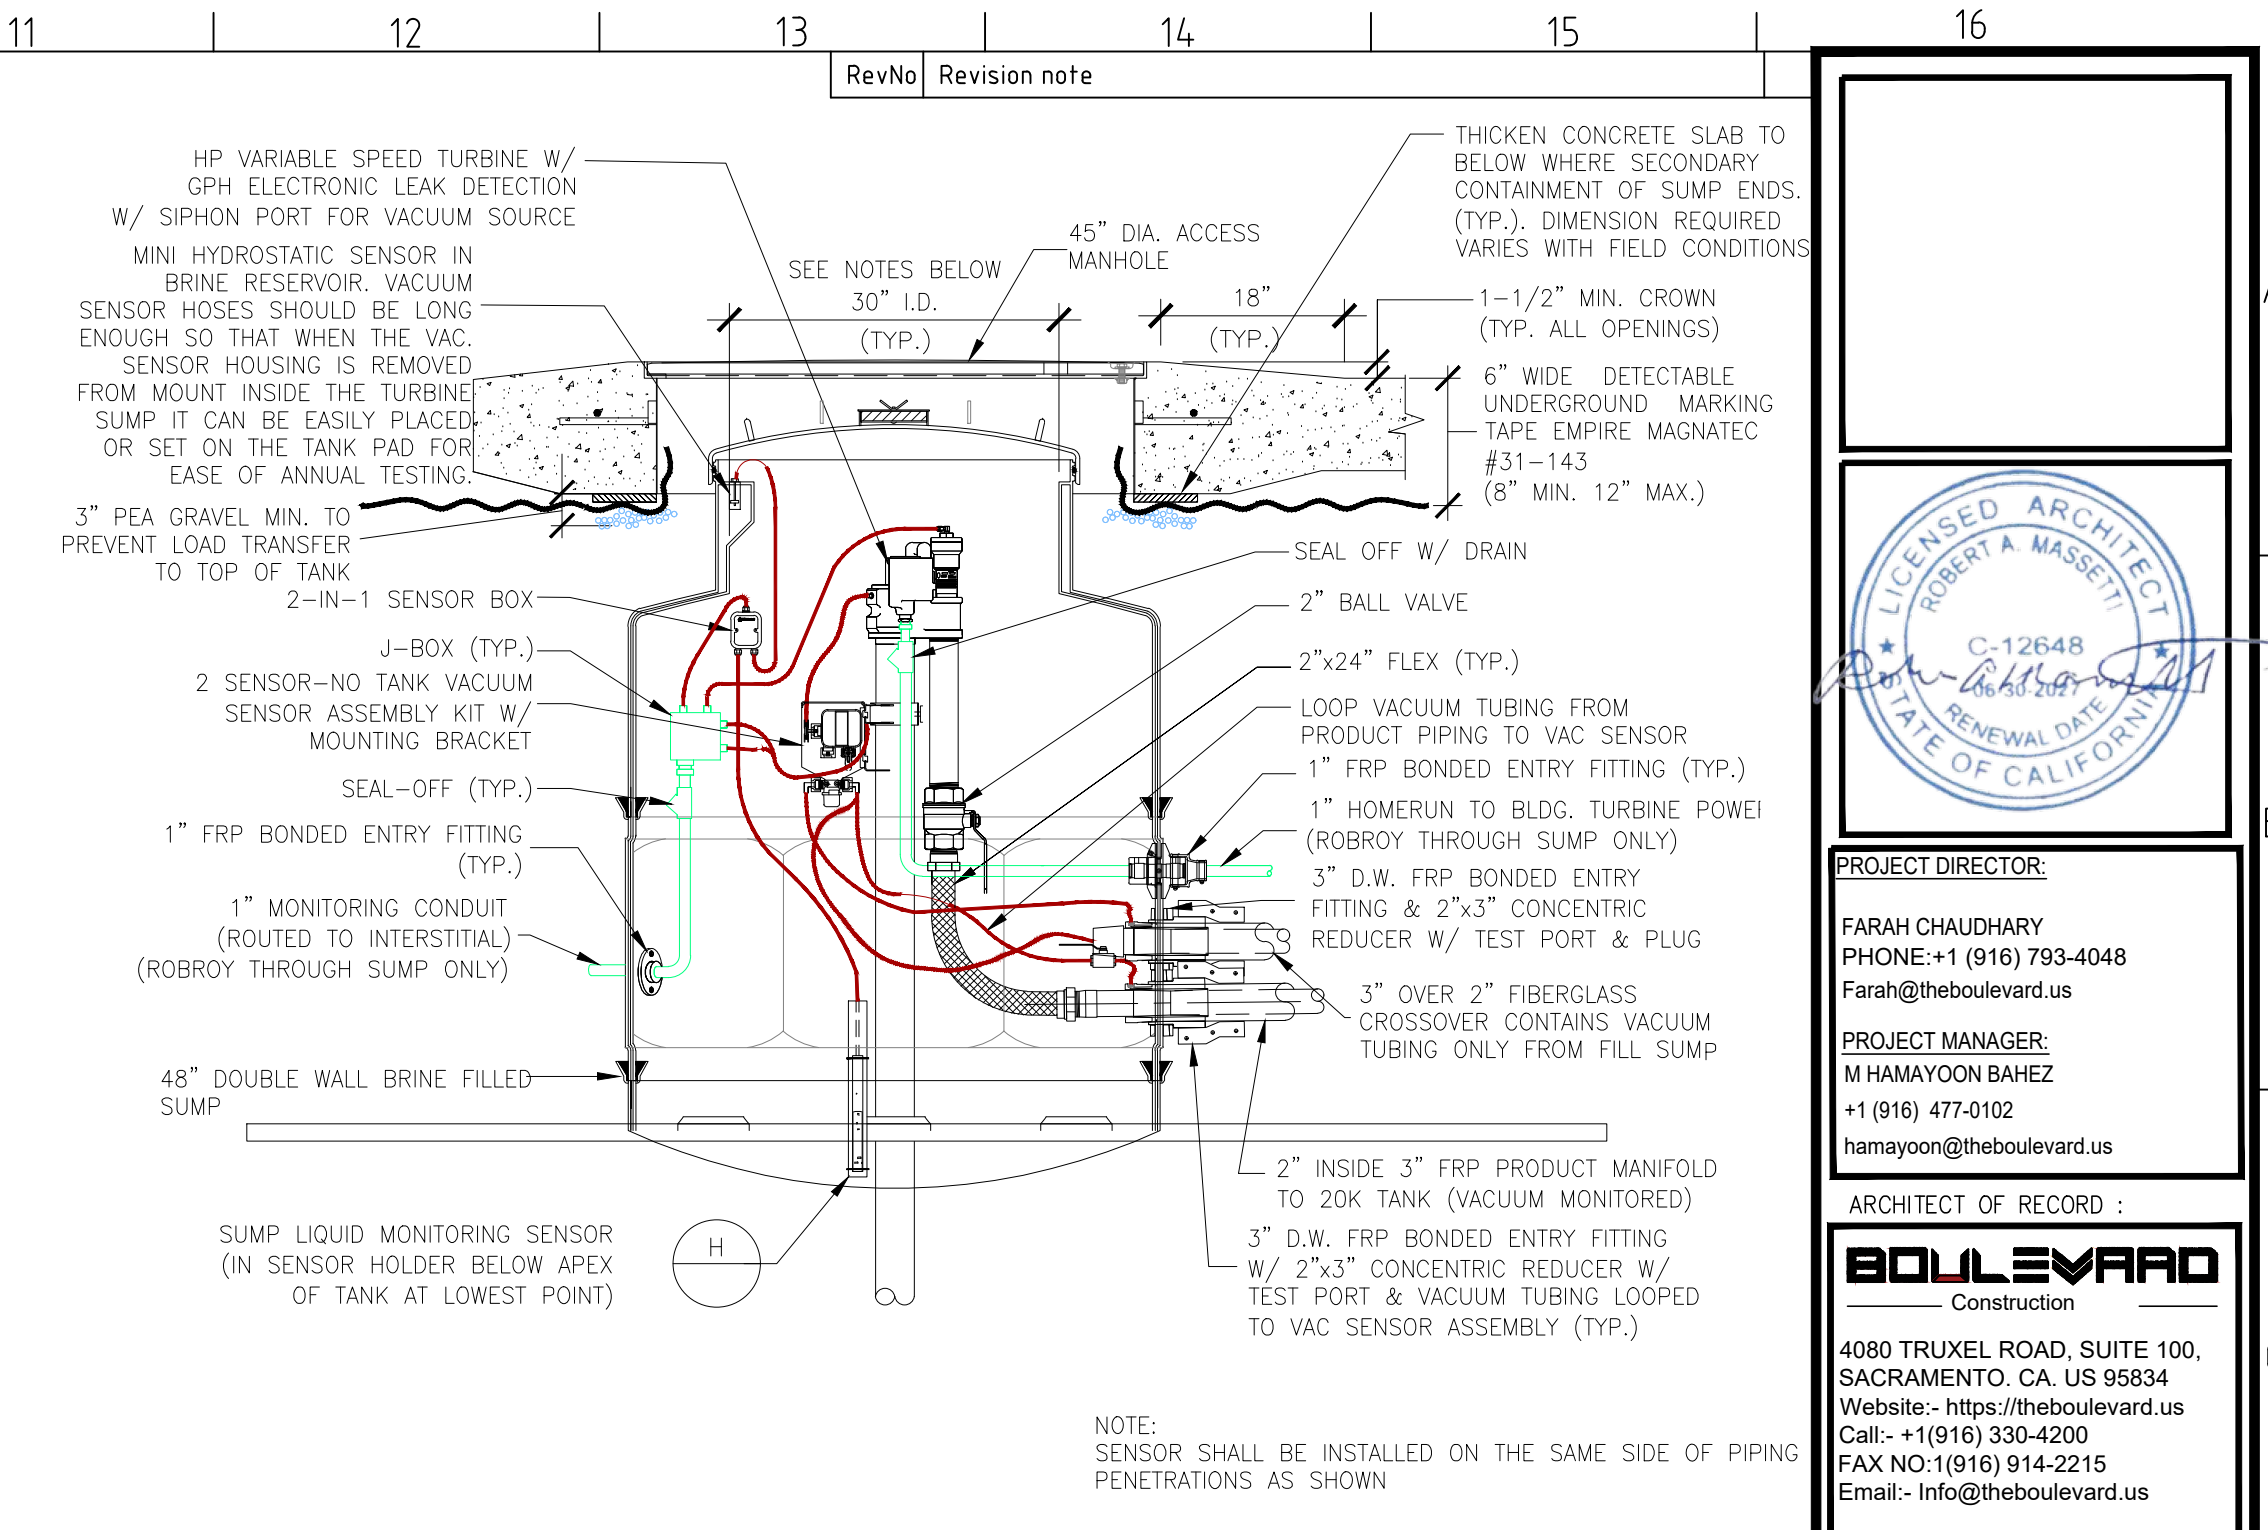 11
12
13
14
15
16
RevNo
Revision note
HP VARIABLE SPEED TURBINE W/
GPH ELECTRONIC LEAK DETECTION
W/ SIPHON PORT FOR VACUUM SOURCE
MINI HYDROSTATIC SENSOR IN
BRINE RESERVOIR. VACUUM
SENSOR HOSES SHOULD BE LONG
ENOUGH SO THAT WHEN THE VAC.
SENSOR HOUSING IS REMOVED
FROM MOUNT INSIDE THE TURBINE
SUMP IT CAN BE EASILY PLACED
OR SET ON THE TANK PAD FOR
EASE OF ANNUAL TESTING.
3" PEA GRAVEL MIN. TO
PREVENT LOAD TRANSFER
TO TOP OF TANK
2-IN-1 SENSOR BOX
J-BOX (TYP.)
2 SENSOR-NO TANK VACUUM
SENSOR ASSEMBLY KIT W/
MOUNTING BRACKET
SEAL-OFF (TYP.)
1" FRP BONDED ENTRY FITTING
(TYP.)
1" MONITORING CONDUIT
(ROUTED TO INTERSTITIAL)
(ROBROY THROUGH SUMP ONLY)
48" DOUBLE WALL BRINE FILLED
SUMP
SUMP LIQUID MONITORING SENSOR
(IN SENSOR HOLDER BELOW APEX
OF TANK AT LOWEST POINT)
H
SEE NOTES BELOW
30" I.D.
(TYP.)
45" DIA. ACCESS
MANHOLE
18"
(TYP.)
THICKEN CONCRETE SLAB TO
BELOW WHERE SECONDARY
CONTAINMENT OF SUMP ENDS.
(TYP.). DIMENSION REQUIRED
VARIES WITH FIELD CONDITIONS
1-1/2" MIN. CROWN
(TYP. ALL OPENINGS)
6" WIDE DETECTABLE
UNDERGROUND MARKING
TAPE EMPIRE MAGNATEC
#31-143
(8" MIN. 12" MAX.)
SEAL OFF W/ DRAIN
2" BALL VALVE
2"x24" FLEX (TYP.)
LOOP VACUUM TUBING FROM
PRODUCT PIPING TO VAC SENSOR
1" FRP BONDED ENTRY FITTING (TYP.)
1" HOMERUN TO BLDG. TURBINE POWER
(ROBROY THROUGH SUMP ONLY)
3" D.W. FRP BONDED ENTRY
FITTING & 2"x3" CONCENTRIC
REDUCER W/ TEST PORT & PLUG
3" OVER 2" FIBERGLASS
CROSSOVER CONTAINS VACUUM
TUBING ONLY FROM FILL SUMP
2" INSIDE 3" FRP PRODUCT MANIFOLD
TO 20K TANK (VACUUM MONITORED)
3" D.W. FRP BONDED ENTRY FITTING
W/ 2"x3" CONCENTRIC REDUCER W/
TEST PORT & VACUUM TUBING LOOPED
TO VAC SENSOR ASSEMBLY (TYP.)
NOTE:
SENSOR SHALL BE INSTALLED ON THE SAME SIDE OF PIPING
PENETRATIONS AS SHOWN
LICENSED ARCHITECT
ROBERT A. MASSETTI
C-12648
06-30-2027
RENEWAL DATE
STATE OF CALIFORNIA
PROJECT DIRECTOR:
FARAH CHAUDHARY
PHONE:+1 (916) 793-4048
Farah@theboulevard.us
PROJECT MANAGER:
M HAMAYOON BAHEZ
+1 (916) 477-0102
hamayoon@theboulevard.us
ARCHITECT OF RECORD :
BOULEVARD
Construction
4080 TRUXEL ROAD, SUITE 100,
SACRAMENTO. CA. US 95834
Website:- https://theboulevard.us
Call:- +1(916) 330-4200
FAX NO:1(916) 914-2215
Email:- Info@theboulevard.us